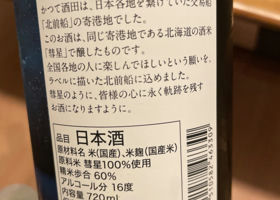 かつて酒田は、日本各地を繋いでいた交易船
「北前船」の寄港地でした。
このお酒は、同じ寄港地である北海道の酒米
「彗星」で醸したものです。
全国各地の人に楽しんでほしいという願いを、
ラベルに描いた北前船に込めました。
彗星のように、皆様の心に永く軌跡を残す
お酒になりますように。
品目 日本酒
原材料名 米(国産)、米麹(国産米)
原料米 彗星100%使用
精米歩合 60%
アルコール分 16度
内容量 720ml